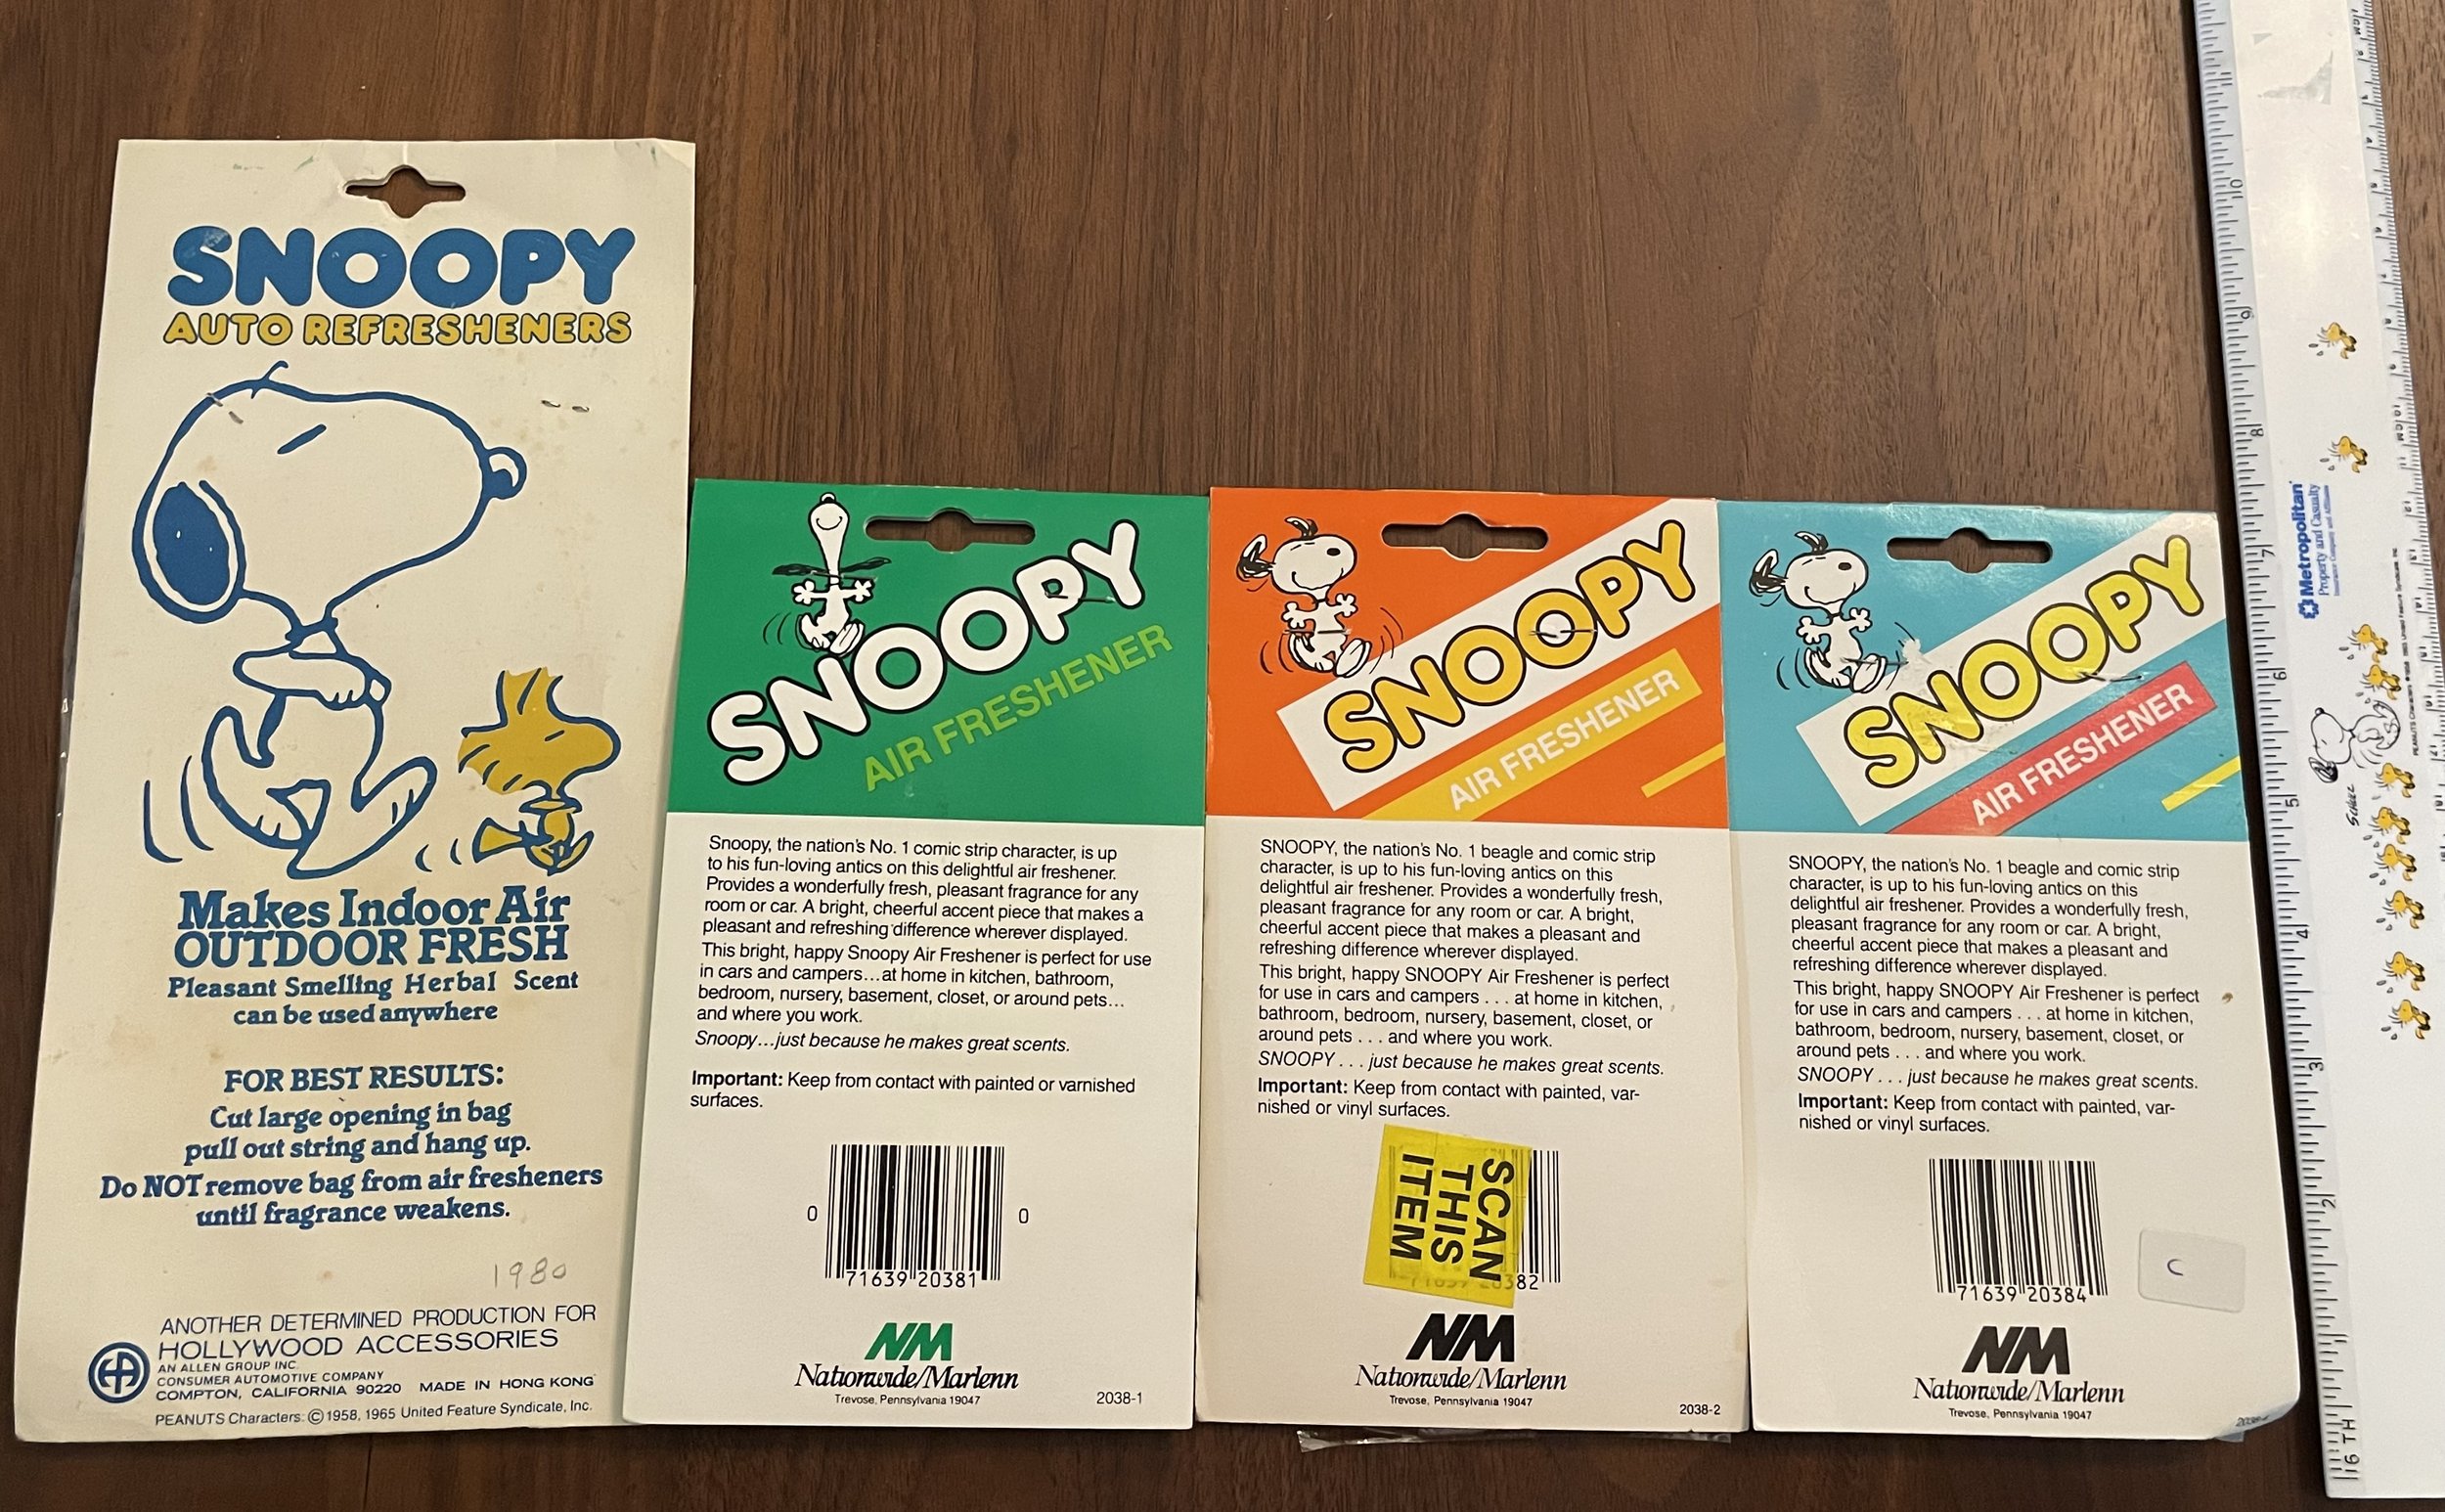 SNOOPY
AUTO REFRESHENERS
Makes Indoor Air
OUTDOOR FRESH
Pleasant Smelling Herbal Scent
can be used anywhere
FOR BEST RESULTS:
Cut large opening in bag
pull out string and hang up.
Do NOT remove bag from air fresheners
until fragrance weakens.
1980
ANOTHER DETERMINED PRODUCTION FOR
HOLLYWOOD ACCESSORIES
AN ALLEN GROUP INC.
CONSUMER AUTOMOTIVE COMPANY
COMPTON, CALIFORNIA 90220 MADE IN HONG KONG
PEANUTS Characters: © 1958, 1965 United Feature Syndicate, Inc.
SNOOPY
AIR FRESHENER
Snoopy, the nation's No. 1 comic strip character, is up
to his fun-loving antics on this delightful air freshener.
Provides a wonderfully fresh, pleasant fragrance for any
room or car. A bright, cheerful accent piece that makes a
pleasant and refreshing difference wherever displayed.
This bright, happy Snoopy Air Freshener is perfect for use
in cars and campers...at home in kitchen, bathroom,
bedroom, nursery, basement, closet, or around pets...
and where you work.
Snoopy...just because he makes great scents.
Important: Keep from contact with painted or varnished
surfaces.
0 71639 20381 0
NM
Nationwide/Marlenn
Trevose, Pennsylvania 19047
2038-1
SNOOPY
AIR FRESHENER
SNOOPY, the nation's No. 1 beagle and comic strip
character, is up to his fun-loving antics on this
delightful air freshener. Provides a wonderfully fresh,
pleasant fragrance for any room or car. A bright,
cheerful accent piece that makes a pleasant and
refreshing difference wherever displayed.
This bright, happy SNOOPY Air Freshener is perfect
for use in cars and campers . . . at home in kitchen,
bathroom, bedroom, nursery, basement, closet, or
around pets . . . and where you work.
SNOOPY . . . just because he makes great scents.
Important: Keep from contact with painted, var-
nished or vinyl surfaces.
SCAN
THIS
ITEM
71639 20382
NM
Nationwide/Marlenn
Trevose, Pennsylvania 19047
2038-2
SNOOPY
AIR FRESHENER
SNOOPY, the nation's No. 1 beagle and comic strip
character, is up to his fun-loving antics on this
delightful air freshener. Provides a wonderfully fresh,
pleasant fragrance for any room or car. A bright,
cheerful accent piece that makes a pleasant and
refreshing difference wherever displayed.
This bright, happy SNOOPY Air Freshener is perfect
for use in cars and campers . . . at home in kitchen,
bathroom, bedroom, nursery, basement, closet, or
around pets . . . and where you work.
SNOOPY . . . just because he makes great scents.
Important: Keep from contact with painted, var-
nished or vinyl surfaces.
71639 20384
C
NM
Nationwide/Marlenn
Trevose, Pennsylvania 19047
Metropolitan
Property and Casualty
Insurance Company and Affiliates
SCHULZ
9
8
7
6
5
4
3
2
16 TH